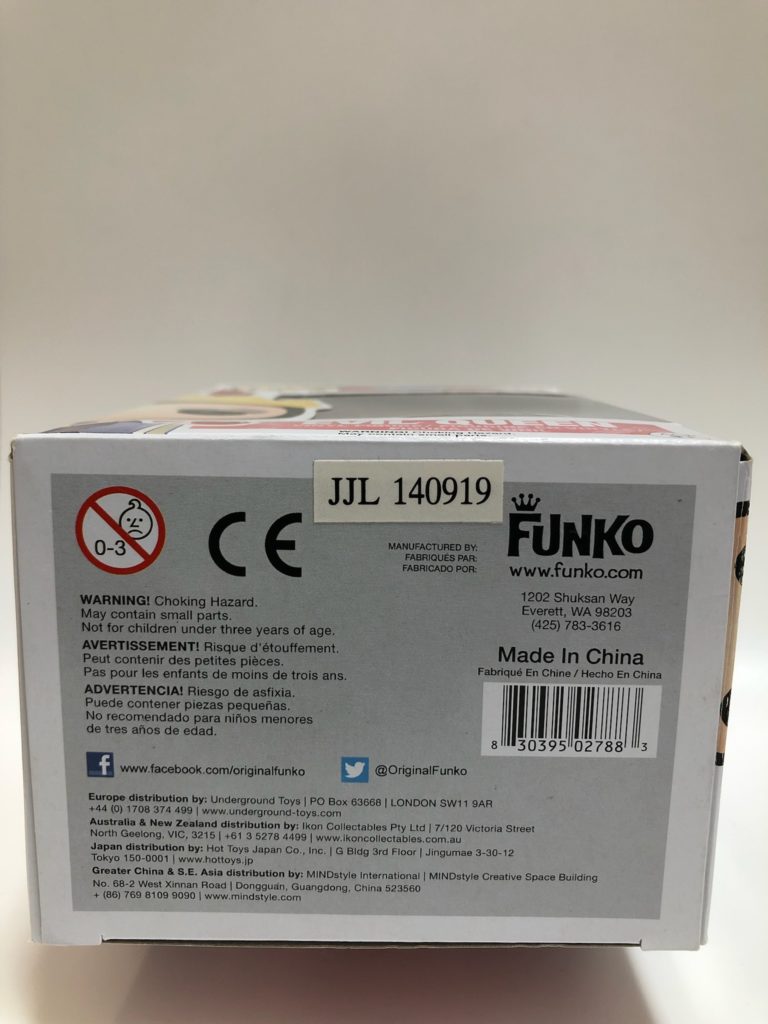 QUEEN
WARNING! Choking Hazard.
May contain small parts.
JJL 140919
0-3
CE
MANUFACTURED BY:
FABRIQUÉS PAR:
FABRICADO POR:
FUNKO
www.funko.com
1202 Shuksan Way
Everett, WA 98203
(425) 783-3616
Made In China
Fabriqué En Chine / Hecho En China
8 30395 02788 3
WARNING! Choking Hazard.
May contain small parts.
Not for children under three years of age.
AVERTISSEMENT! Risque d'étouffement.
Peut contenir des petites pièces.
Pas pour les enfants de moins de trois ans.
ADVERTENCIA! Riesgo de asfixia.
Puede contener piezas pequeñas.
No recomendado para niños menores
de tres años de edad.
www.facebook.com/originalfunko
@OriginalFunko
Europe distribution by: Underground Toys | PO Box 63668 | LONDON SW11 9AR
+44 (0) 1708 374 499 | www.underground-toys.com
Australia & New Zealand distribution by: Ikon Collectables Pty Ltd | 7/120 Victoria Street
North Geelong, VIC, 3215 | +61 3 5278 4499 | www.ikoncollectables.com.au
Japan distribution by: Hot Toys Japan Co., Inc. | G Bldg 3rd Floor | Jingumae 3-30-12
Tokyo 150-0001 | www.hottoys.jp
Greater China & S.E. Asia distribution by: MINDstyle International | MINDstyle Creative Space Building
No. 68-2 West Xinnan Road | Dongguan, Guangdong, China 523560
+ (86) 769 8109 9090 | www.mindstyle.com